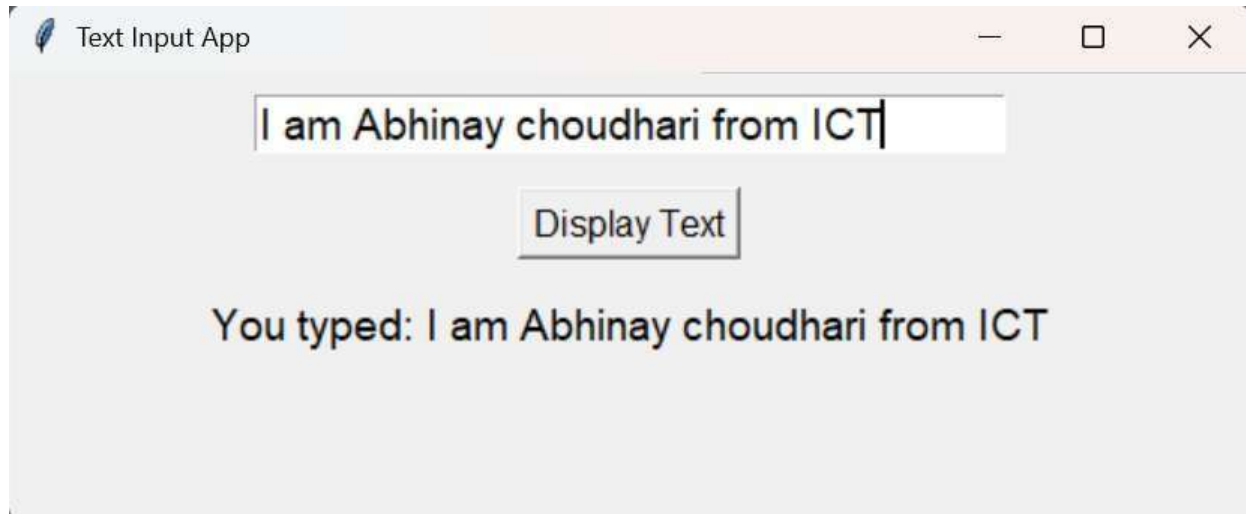 Text Input App
I am Abhinay choudhari from ICT
Display Text
You typed: I am Abhinay choudhari from ICT